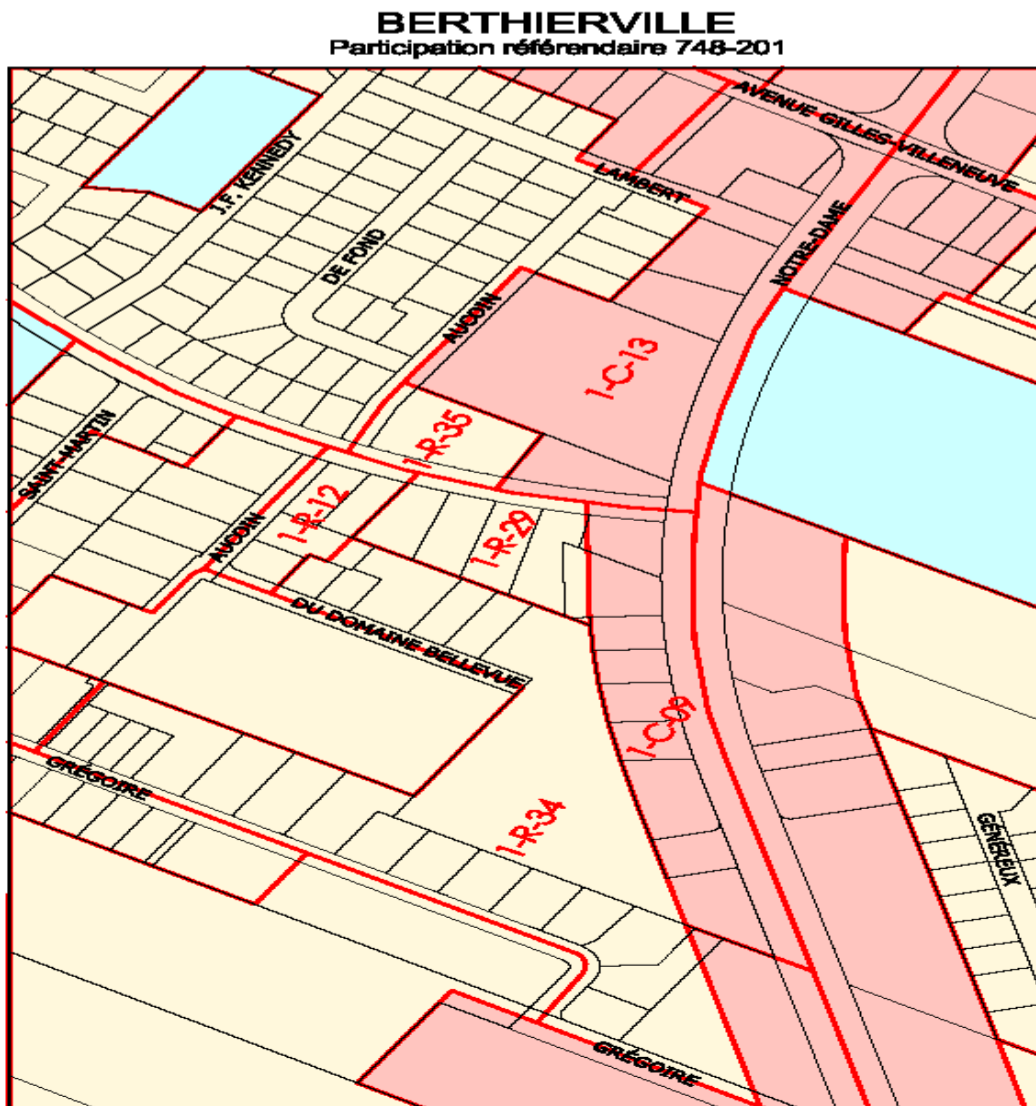 BERTHIERVILLE
Participation référendaire 748-201
AVENUE GILLES-VILLENEUVE
LAMBERT
J.F. KENNEDY
DE FOND
NOTRE-DAME
AUCOIN
1-C-13
1-R-35
SAINT-MARTIN
1-R-12
1-R-29
AUCOIN
DU DOMAINE BELLEVUE
1-C-09
GRÉGOIRE
1-R-34
GÉNÉREUX
GRÉGOIRE